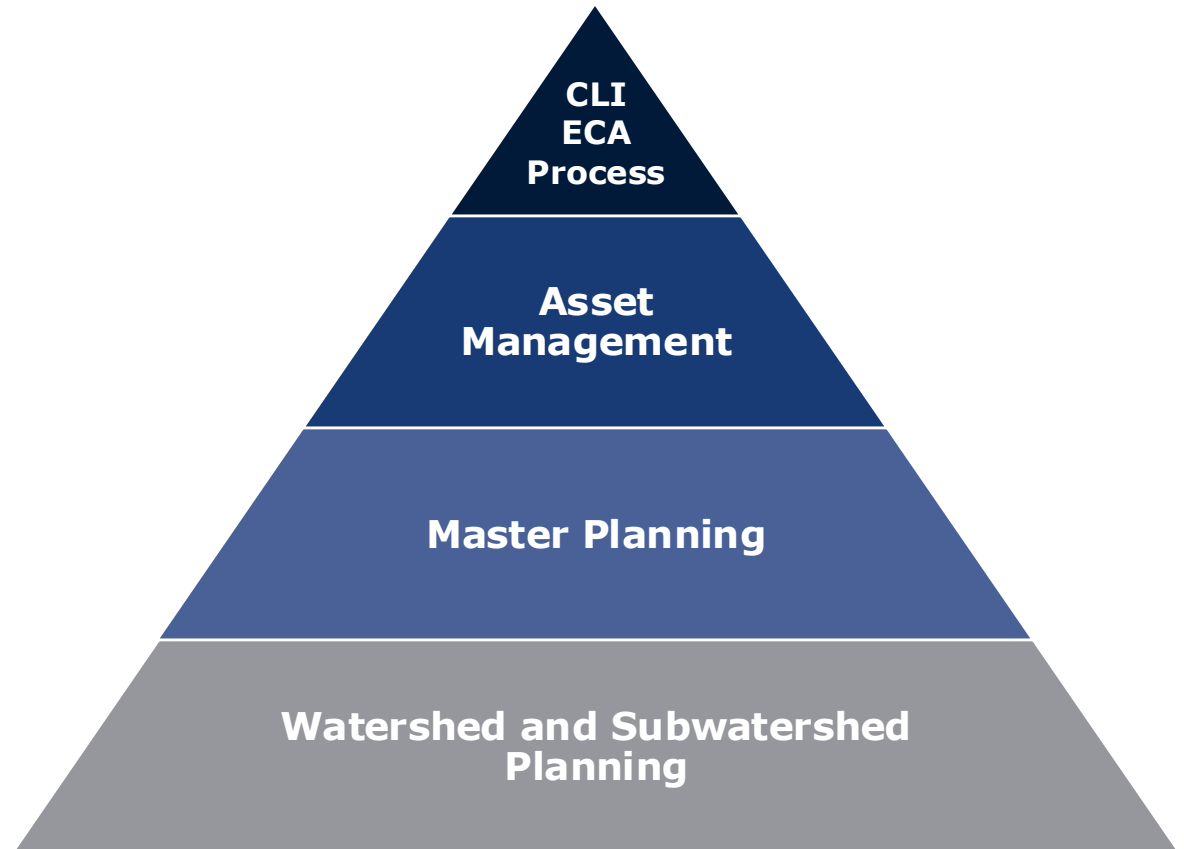 CLI
ECA
Process
Asset
Management
Master Planning
Watershed and Subwatershed
Planning